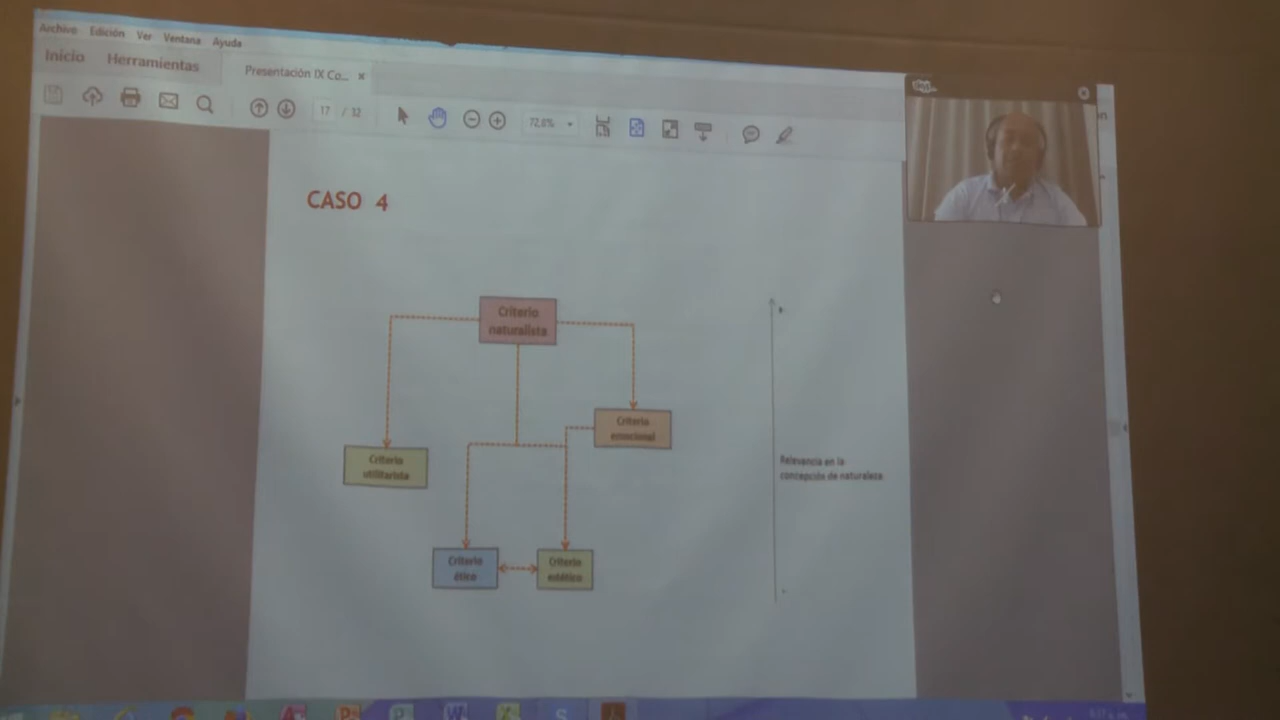 Archivo Edición Ver Ventana Ayuda
Inicio Herramientas Presentación IX Co... ×
17 / 32 72,8%
CASO 4
Criterio
naturalista
Criterio
emocional
Criterio
utilitarista
Relevancia en la
concepción de naturaleza
Criterio
ético
Criterio
estético